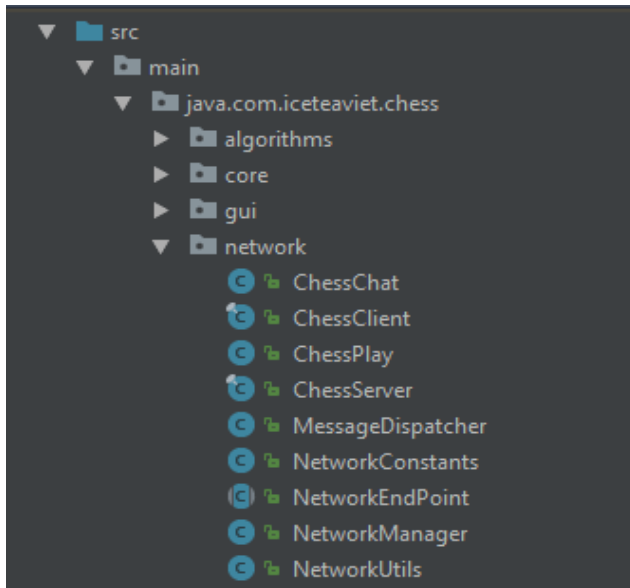 src
main
java.com.iceteaviet.chess
algorithms
core
gui
network
ChessChat
ChessClient
ChessPlay
ChessServer
MessageDispatcher
NetworkConstants
NetworkEndPoint
NetworkManager
NetworkUtils